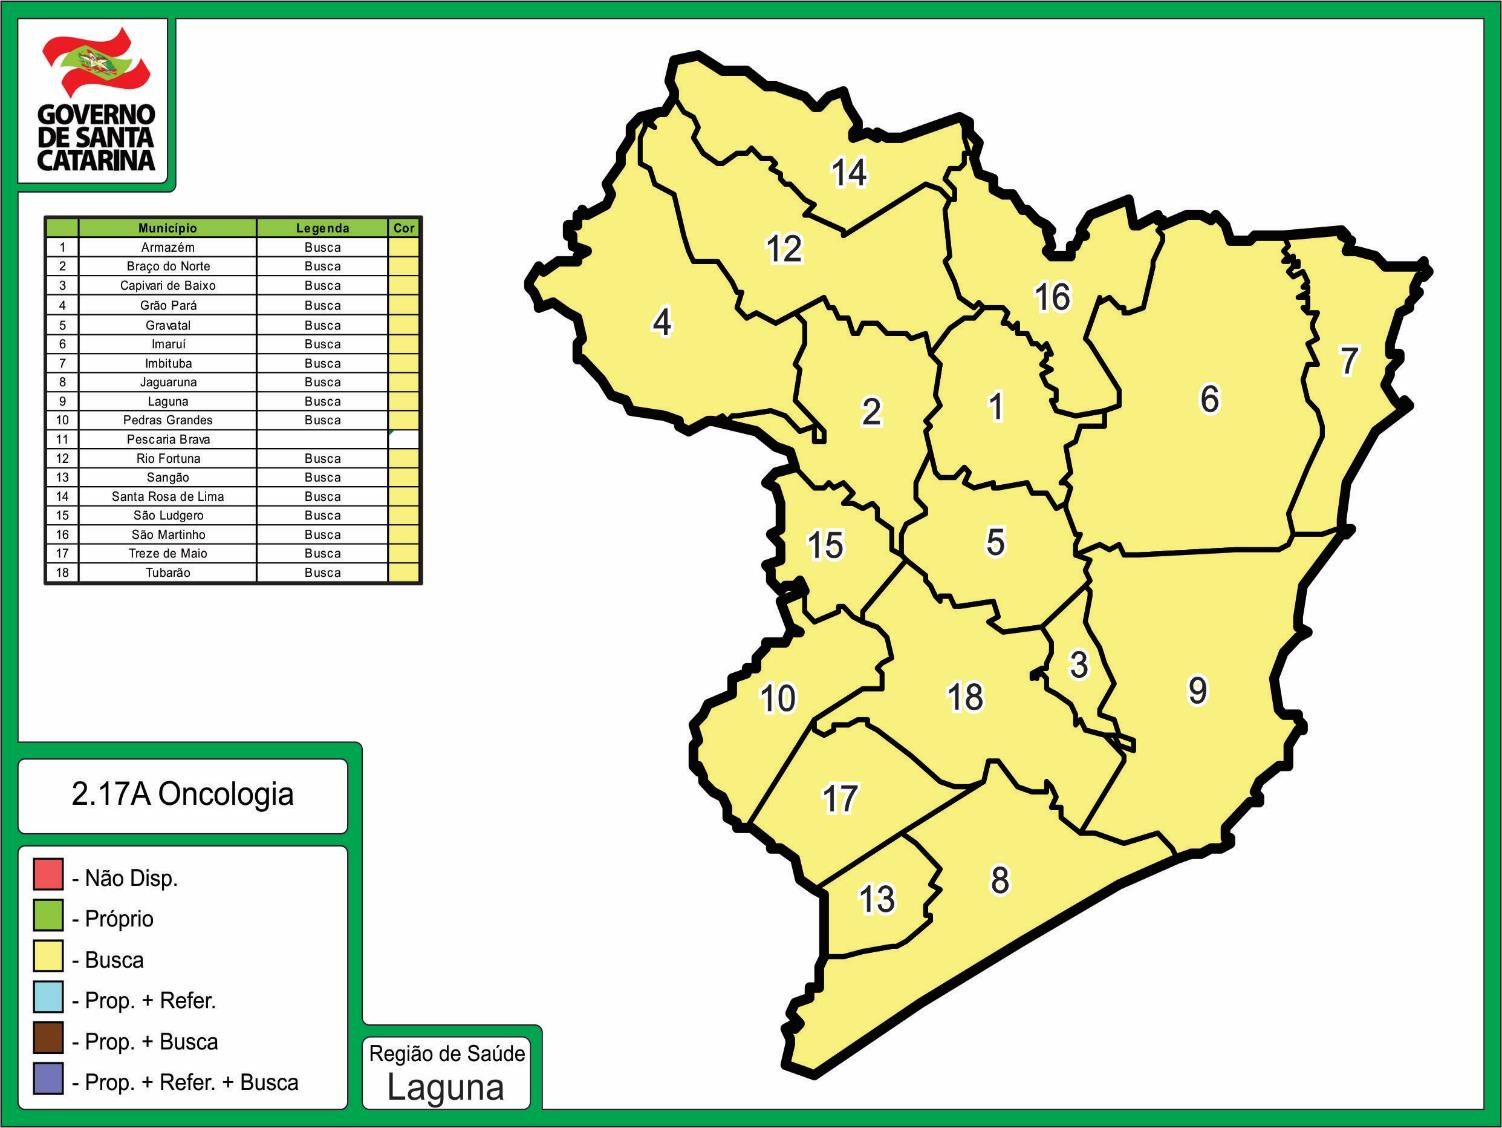 GOVERNO
DE SANTA
CATARINA
Município Legenda Cor
1 Armazém Busca
2 Braço do Norte Busca
3 Capivari de Baixo Busca
4 Grão Pará Busca
5 Gravatal Busca
6 Imaruí Busca
7 Imbituba Busca
8 Jaguaruna Busca
9 Laguna Busca
10 Pedras Grandes Busca
11 Pescaria Brava
12 Rio Fortuna Busca
13 Sangão Busca
14 Santa Rosa de Lima Busca
15 São Ludgero Busca
16 São Martinho Busca
17 Treze de Maio Busca
18 Tubarão Busca
14
12
16
4
7
6
2
1
5
15
3
9
10
18
17
8
13
2.17A Oncologia
- Não Disp.
- Próprio
- Busca
- Prop. + Refer.
- Prop. + Busca
- Prop. + Refer. + Busca
Região de Saúde
Laguna